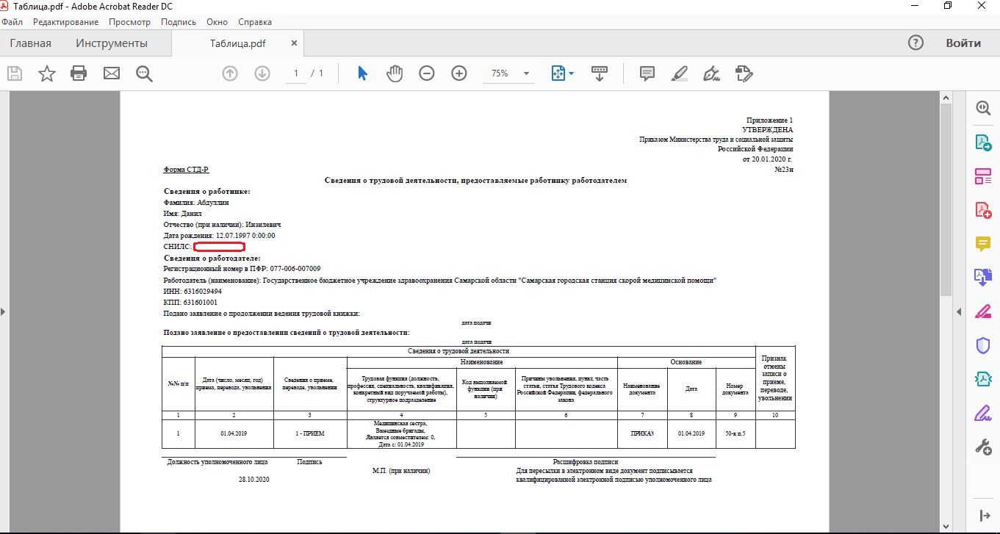 Таблица.pdf - Adobe Acrobat Reader DC
Файл Редактирование Просмотр Подпись Окно Справка
Главная Инструменты Таблица.pdf × ? Войти
1 / 1 75%
Приложение 1
УТВЕРЖДЕНА
Приказом Министерства труда и социальной защиты
Российской Федерации
от 20.01.2020 г.
Форма СТД-Р №23н
Сведения о трудовой деятельности, предоставляемые работнику работодателем
Сведения о работнике:
Фамилия: Абдуллин
Имя: Данил
Отчество (при наличии): Инзилевич
Дата рождения: 12.07.1997 0:00:00
СНИЛС:
Сведения о работодателе:
Регистрационный номер в ПФР: 077-006-007009
Работодатель (наименование): Государственное бюджетное учреждение здравоохранения Самарской области "Самарская городская станция скорой медицинской помощи"
ИНН: 6316029494
КПП: 631601001
Подано заявление о продолжении ведения трудовой книжки:
дата подачи
Подано заявление о предоставлении сведений о трудовой деятельности:
дата подачи
Сведения о трудовой деятельности
Наименование Основание
№№ п/п
Дата (число, месяц, год)
приема, перевода, увольнения
Сведения о приеме,
переводе, увольнении
Трудовая функция (должность,
профессия, специальность, квалификация,
конкретный вид поручаемой работы),
структурное подразделение
Код выполняемой
функции (при
наличии)
Причины увольнения, пункт, часть
статьи, статья Трудового кодекса
Российской Федерации, федерального
закона
Наименование
документа
Дата
Номер
документа
Признак
отмены
записи о
приеме,
переводе,
увольнении
1 2 3 4 5 6 7 8 9 10
1 01.04.2019 1 - ПРИЕМ
Медицинская сестра,
Выездные бригады,
Является совместителем: 0,
Дата с: 01.04.2019
ПРИКАЗ 01.04.2019 50-к п.5
Должность уполномоченного лица Подпись Расшифровка подписи
М.П. (при наличии) Для пересылки в электронном виде документ подписывается
28.10.2020 квалифицированной электронной подписью уполномоченного лица